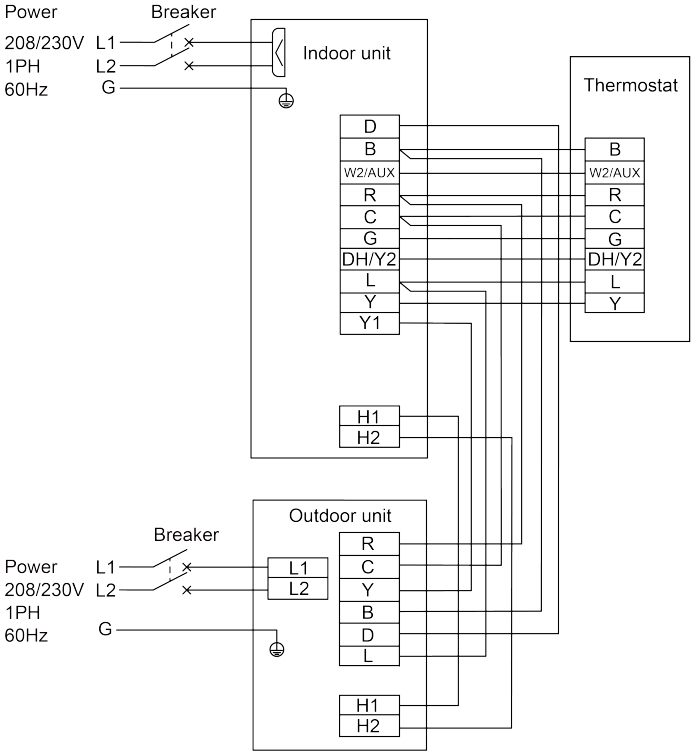 Power Breaker
208/230V L1
1PH L2
60Hz G
Indoor unit
D
B
W2/AUX
R
C
G
DH/Y2
L
Y
Y1
H1
H2
Thermostat
B
W2/AUX
R
C
G
DH/Y2
L
Y
Outdoor unit
Breaker
Power L1
208/230V L2
1PH
60Hz G
L1
L2
R
C
Y
B
D
L
H1
H2